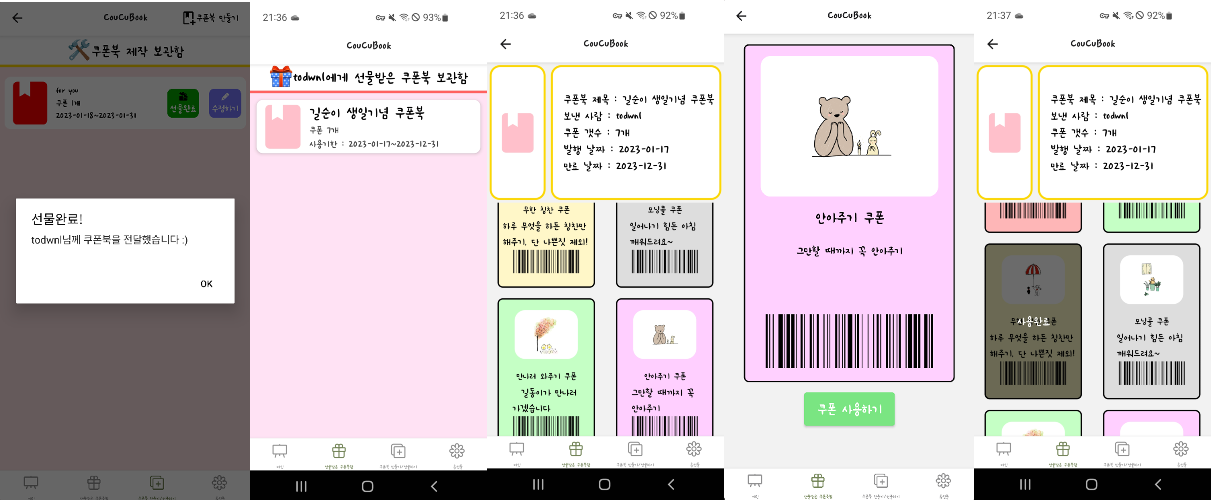 CouCuBook
쿠폰북 만들기
쿠폰북 제작 보관함
for you
쿠폰 1개
2023-01-18~2023-01-31
선물완료
수정하기
선물완료!
todwnl님께 쿠폰북을 전달했습니다 :)
OK
21:36
93%
CouCuBook
todwnl에게 선물받은 쿠폰북 보관함
길순이 생일기념 쿠폰북
쿠폰 7개
사용기한 : 2023-01-17~2023-12-31
21:36
92%
CouCuBook
쿠폰북 제목 : 길순이 생일기념 쿠폰북
보낸 사람 : todwnl
쿠폰 갯수 : 7개
발행 날짜 : 2023-01-17
만료 날짜 : 2023-12-31
무한 칭찬 쿠폰
하루 무엇을 하든 칭찬만
해주기, 단 나쁜짓 제외!
모닝콜 쿠폰
일어나기 힘든 아침
깨워드려요~
만나러 와주기 쿠폰
길동이가 만나러
가겠습니다
안아주기 쿠폰
그만할 때까지 꼭
안아주기
CouCuBook
안아주기 쿠폰
그만할 때까지 꼭 안아주기
쿠폰 사용하기
21:37
92%
CouCuBook
쿠폰북 제목 : 길순이 생일기념 쿠폰북
보낸 사람 : todwnl
쿠폰 갯수 : 7개
발행 날짜 : 2023-01-17
만료 날짜 : 2023-12-31
사용완료
하루 무엇을 하든 칭찬만
해주기, 단 나쁜짓 제외!
모닝콜 쿠폰
일어나기 힘든 아침
깨워드려요~